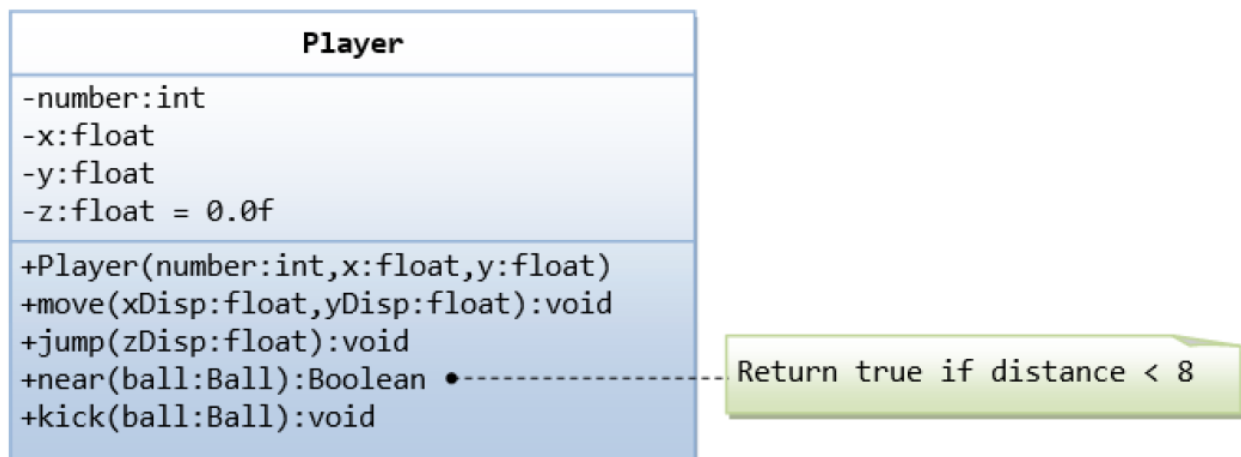 Player
-number:int
-x:float
-y:float
-z:float = 0.0f
+Player(number:int,x:float,y:float)
+move(xDisp:float,yDisp:float):void
+jump(zDisp:float):void
+near(ball:Ball):Boolean
Return true if distance < 8
+kick(ball:Ball):void